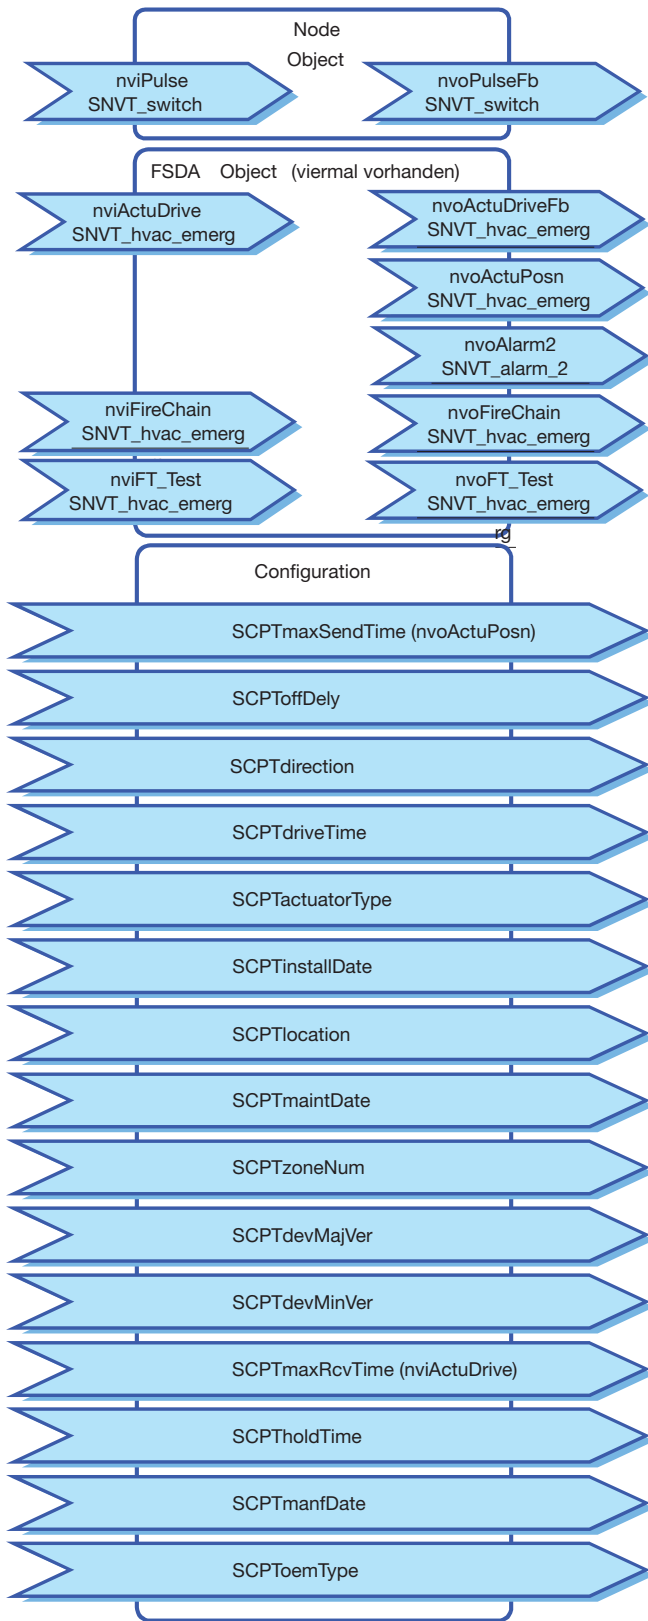 Node
Object
nviPulse
SNVT_switch
nvoPulseFb
SNVT_switch
FSDA Object (viermal vorhanden)
nviActuDrive
SNVT_hvac_emerg
nvoActuDriveFb
SNVT_hvac_emerg
nvoActuPosn
SNVT_hvac_emerg
nvoAlarm2
SNVT_alarm_2
nviFireChain
SNVT_hvac_emerg
nvoFireChain
SNVT_hvac_emerg
nviFT_Test
SNVT_hvac_emerg
nvoFT_Test
SNVT_hvac_emerg
rg
Configuration
SCPTmaxSendTime (nvoActuPosn)
SCPToffDely
SCPTdirection
SCPTdriveTime
SCPTactuatorType
SCPTinstallDate
SCPTlocation
SCPTmaintDate
SCPTzoneNum
SCPTdevMajVer
SCPTdevMinVer
SCPTmaxRcvTime (nviActuDrive)
SCPTholdTime
SCPTmanfDate
SCPToemType